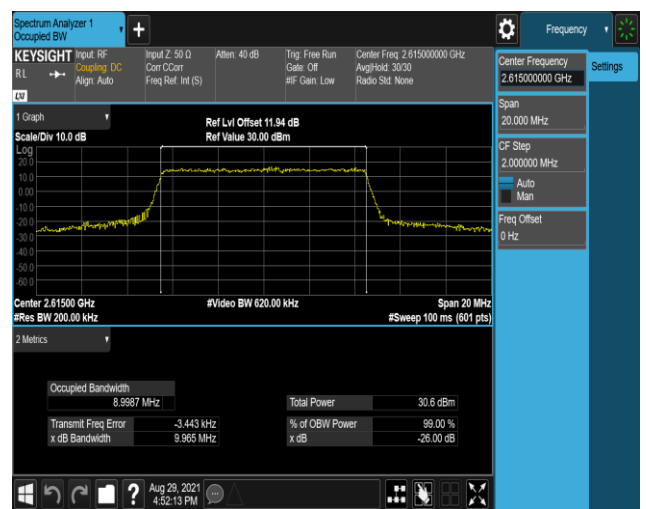 Spectrum Analyzer 1
Occupied BW
+
Frequency
KEYSIGHT
RL
LXI
Input: RF
Coupling: DC
Align: Auto
Input Z: 50 Ω
Corr CCorr
Freq Ref: Int (S)
Atten: 40 dB
Trig: Free Run
Gate: Off
#IF Gain: Low
Center Freq: 2.615000000 GHz
Avg|Hold: 30/30
Radio Std: None
Center Frequency
2.615000000 GHz
Settings
Span
20.000 MHz
CF Step
2.000000 MHz
Auto
Man
Freq Offset
0 Hz
1 Graph
Scale/Div 10.0 dB
Ref Lvl Offset 11.94 dB
Ref Value 30.00 dBm
Log
20.0
10.0
0.00
-10.0
-20.0
-30.0
-40.0
-50.0
-60.0
Center 2.61500 GHz
#Video BW 620.00 kHz
Span 20 MHz
#Res BW 200.00 kHz
#Sweep 100 ms (601 pts)
2 Metrics
Occupied Bandwidth
8.9987 MHz
Total Power 30.6 dBm
Transmit Freq Error -3.443 kHz
% of OBW Power 99.00 %
x dB Bandwidth 9.965 MHz
x dB -26.00 dB
?
Aug 29, 2021
4:52:13 PM